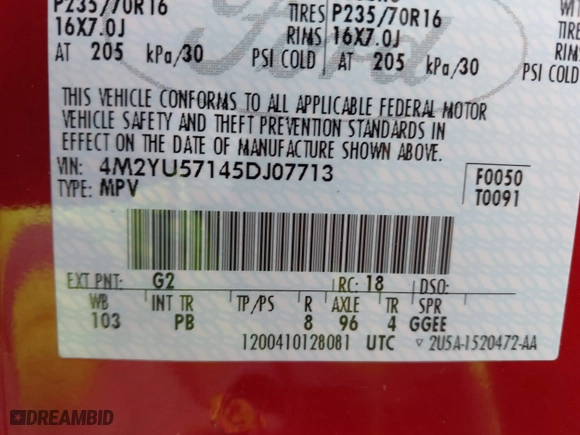 P235/70R16 TIRES P235/70R16
16X7.0J RIMS 16X7.0J TIRE
AT 205 kPa/30 PSI COLD AT 205 kPa/30 PSI COLD
Ford
THIS VEHICLE CONFORMS TO ALL APPLICABLE FEDERAL MOTOR
VEHICLE SAFETY AND THEFT PREVENTION STANDARDS IN
EFFECT ON THE DATE OF MANUFACTURE SHOWN ABOVE.
VIN: 4M2YU57145DJ07713 F0050
TYPE: MPV T0091
EXT PNT: G2 RC: 18 DSO:
WB INT TR TP/PS R AXLE TR SPR
103 PB 8 96 4 GGEE
1200410128081 UTC ▽ 2U5A-1520472-AA
DREAMBID